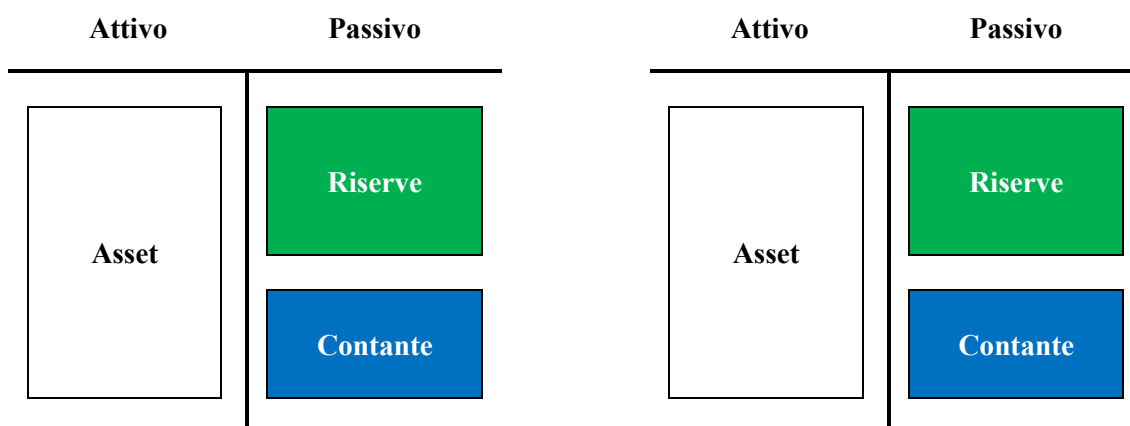 Attivo Passivo Attivo Passivo
Riserve Riserve
Asset Asset
Contante Contante